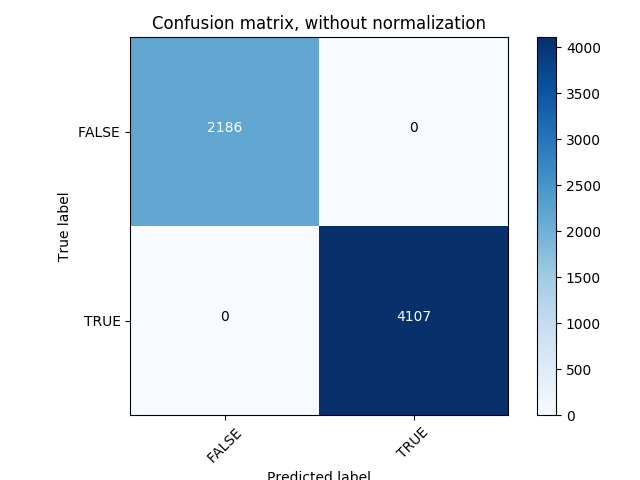 Confusion matrix, without normalization
True label
FALSE
TRUE
2186
0
0
4107
FALSE
TRUE
Predicted label
4000
3500
3000
2500
2000
1500
1000
500
0